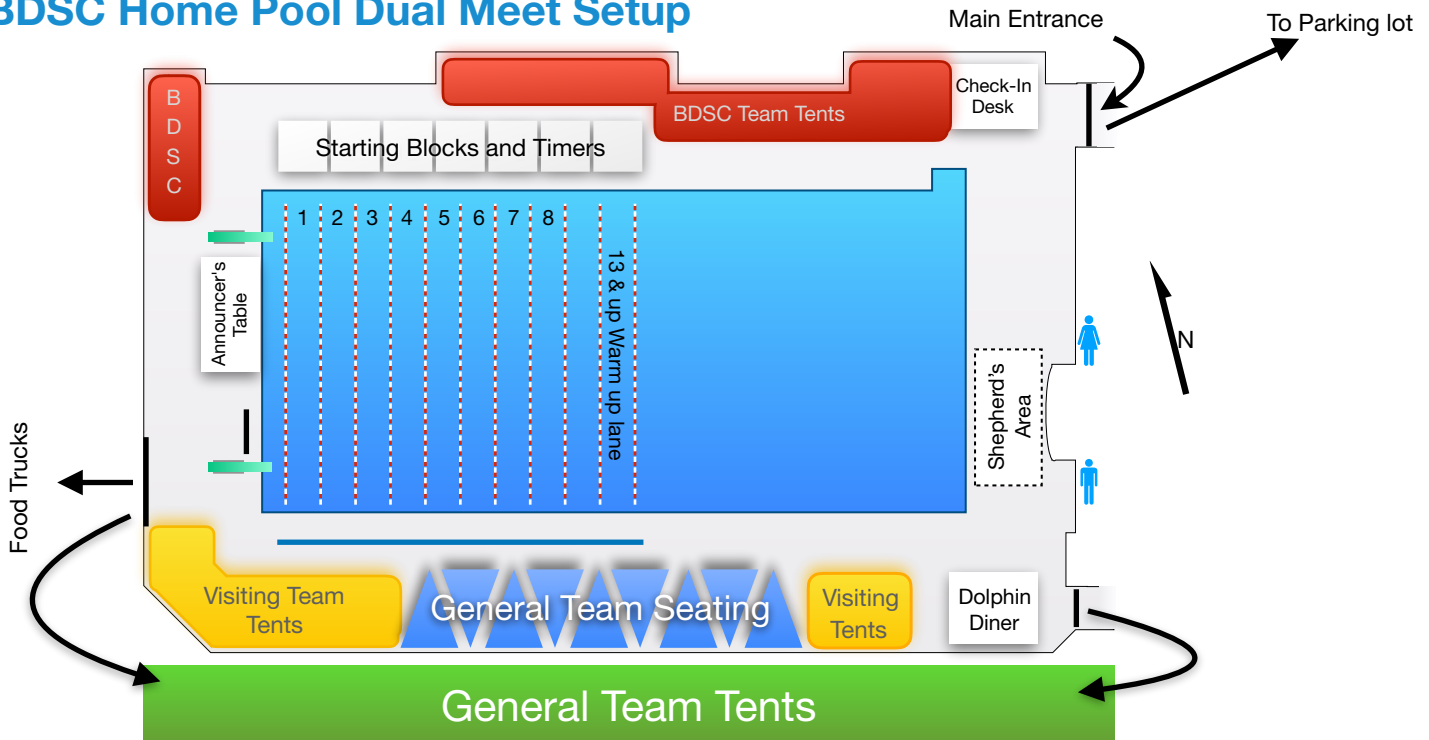 BDSC Home Pool Dual Meet Setup
Main Entrance
To Parking lot
B
D
S
C
BDSC Team Tents
Check-In
Desk
Starting Blocks and Timers
1 2 3 4 5 6 7 8
13 & up Warm up lane
Announcer's
Table
N
Shepherd's
Area
Food Trucks
Visiting Team
Tents
General Team Seating
Visiting
Tents
Dolphin
Diner
General Team Tents